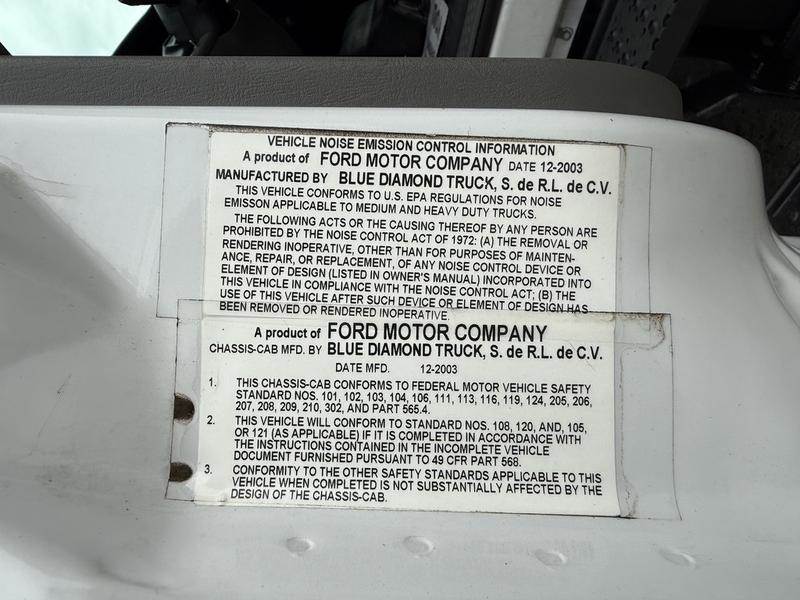 VEHICLE NOISE EMISSION CONTROL INFORMATION
A product of FORD MOTOR COMPANY DATE 12-2003
MANUFACTURED BY BLUE DIAMOND TRUCK, S. de R.L. de C.V.
THIS VEHICLE CONFORMS TO U.S. EPA REGULATIONS FOR NOISE
EMISSON APPLICABLE TO MEDIUM AND HEAVY DUTY TRUCKS.
THE FOLLOWING ACTS OR THE CAUSING THEREOF BY ANY PERSON ARE
PROHIBITED BY THE NOISE CONTROL ACT OF 1972: (A) THE REMOVAL OR
RENDERING INOPERATIVE, OTHER THAN FOR PURPOSES OF MAINTEN-
ANCE, REPAIR, OR REPLACEMENT, OF ANY NOISE CONTROL DEVICE OR
ELEMENT OF DESIGN (LISTED IN OWNER'S MANUAL) INCORPORATED INTO
THIS VEHICLE IN COMPLIANCE WITH THE NOISE CONTROL ACT; (B) THE
USE OF THIS VEHICLE AFTER SUCH DEVICE OR ELEMENT OF DESIGN HAS
BEEN REMOVED OR RENDERED INOPERATIVE.
A product of FORD MOTOR COMPANY
CHASSIS-CAB MFD. BY BLUE DIAMOND TRUCK, S. de R.L. de C.V.
DATE MFD. 12-2003
1. THIS CHASSIS-CAB CONFORMS TO FEDERAL MOTOR VEHICLE SAFETY
STANDARD NOS. 101, 102, 103, 104, 106, 111, 113, 116, 119, 124, 205, 206,
207, 208, 209, 210, 302, AND PART 565.4.
2. THIS VEHICLE WILL CONFORM TO STANDARD NOS. 108, 120, AND, 105,
OR 121 (AS APPLICABLE) IF IT IS COMPLETED IN ACCORDANCE WITH
THE INSTRUCTIONS CONTAINED IN THE INCOMPLETE VEHICLE
DOCUMENT FURNISHED PURSUANT TO 49 CFR PART 568.
3. CONFORMITY TO THE OTHER SAFETY STANDARDS APPLICABLE TO THIS
VEHICLE WHEN COMPLETED IS NOT SUBSTANTIALLY AFFECTED BY THE
DESIGN OF THE CHASSIS-CAB.